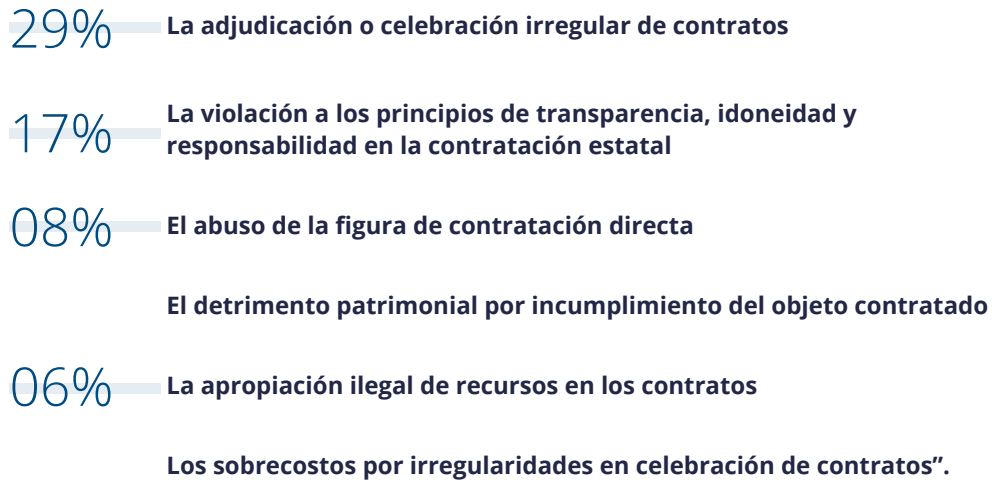 29% La adjudicación o celebración irregular de contratos
17% La violación a los principios de transparencia, idoneidad y
responsabilidad en la contratación estatal
08% El abuso de la figura de contratación directa
El detrimento patrimonial por incumplimiento del objeto contratado
06% La apropiación ilegal de recursos en los contratos
Los sobrecostos por irregularidades en celebración de contratos”.